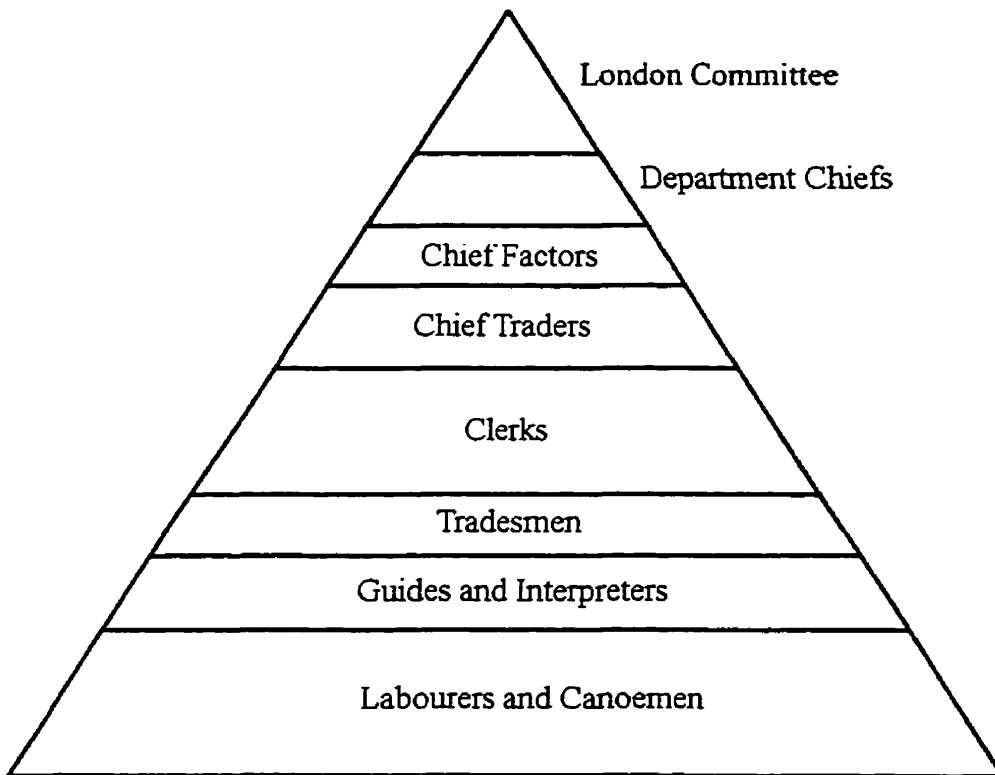 London Committee
Department Chiefs
Chief Factors
Chief Traders
Clerks
Tradesmen
Guides and Interpreters
Labourers and Canoemen